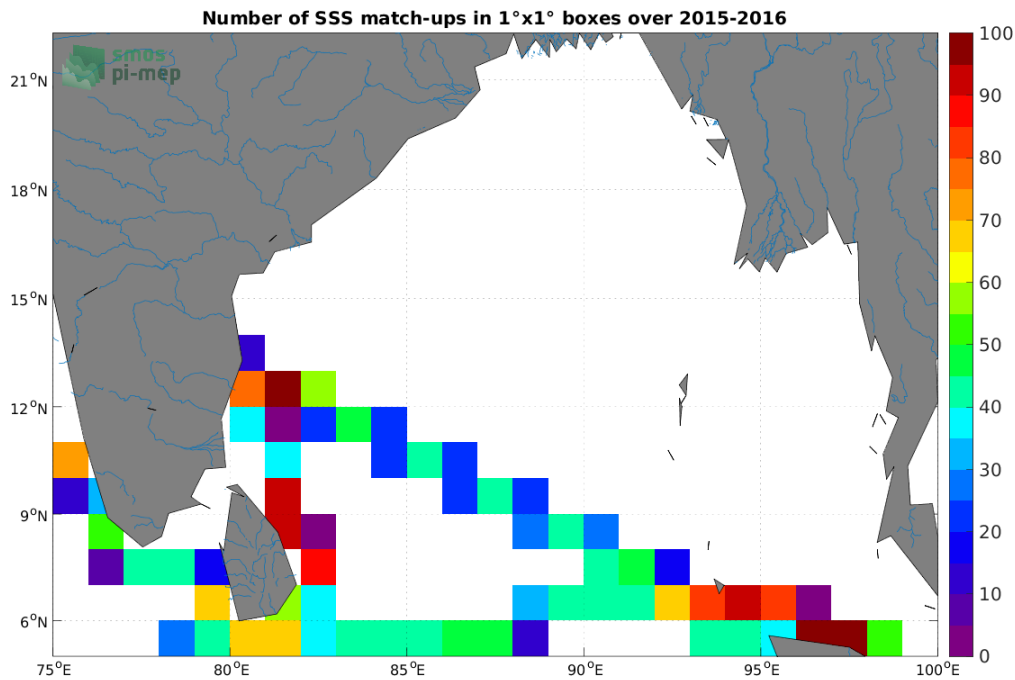 Number of SSS match-ups in 1°x1° boxes over 2015-2016
smos
pi-mep
21°N
18°N
15°N
12°N
9°N
6°N
75°E 80°E 85°E 90°E 95°E 100°E
100
90
80
70
60
50
40
30
20
10
0